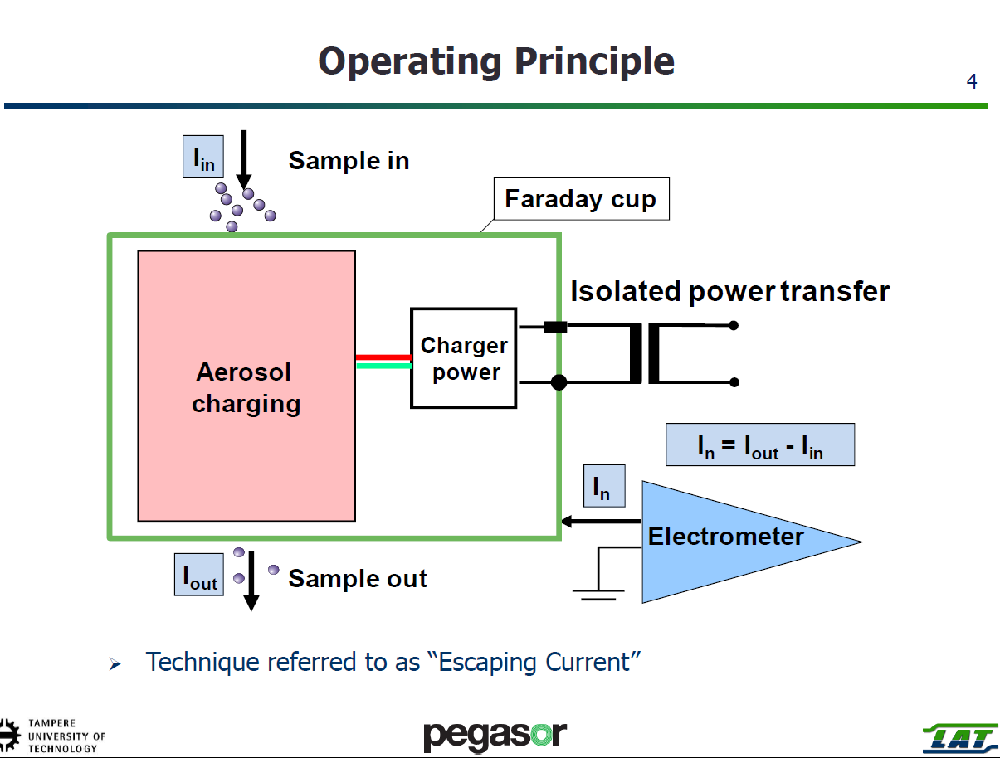 Operating Principle
4
Iin
Sample in
Faraday cup
Isolated power transfer
Charger
power
Aerosol
charging
In = Iout - Iin
In
Electrometer
Iout
Sample out
Technique referred to as “Escaping Current”
TAMPERE
UNIVERSITY OF
TECHNOLOGY
pegasor
LAT